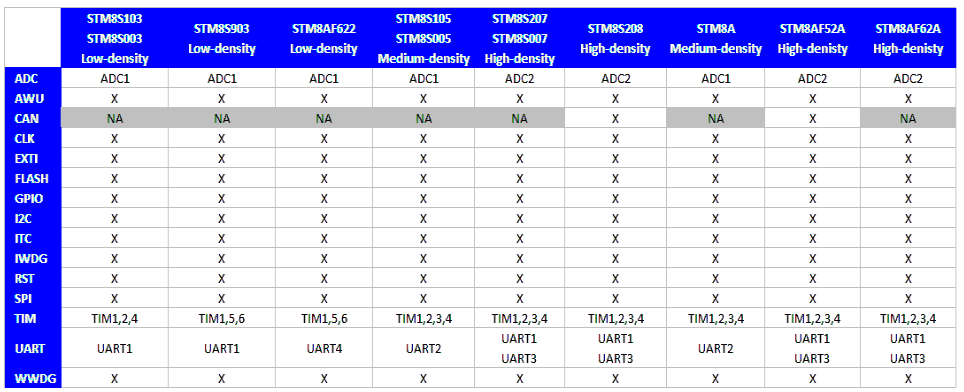 STM8S103 STM8S003 Low-density STM8S903 Low-density STM8AF622 Low-density STM8S105 STM8S005 Medium-density STM8S207 STM8S007 High-density STM8S208 High-density STM8A Medium-density STM8AF52A High-denisty STM8AF62A High-denisty
ADC ADC1 ADC1 ADC1 ADC1 ADC2 ADC2 ADC1 ADC2 ADC2
AWU X X X X X X X X X
CAN NA NA NA NA NA X NA X NA
CLK X X X X X X X X X
EXTI X X X X X X X X X
FLASH X X X X X X X X X
GPIO X X X X X X X X X
I2C X X X X X X X X X
ITC X X X X X X X X X
IWDG X X X X X X X X X
RST X X X X X X X X X
SPI X X X X X X X X X
TIM TIM1,2,4 TIM1,5,6 TIM1,5,6 TIM1,2,3,4 TIM1,2,3,4 TIM1,2,3,4 TIM1,2,3,4 TIM1,2,3,4 TIM1,2,3,4
UART UART1 UART1 UART4 UART2 UART1 UART3 UART1 UART3 UART2 UART1 UART3 UART1 UART3
WWDG X X X X X X X X X